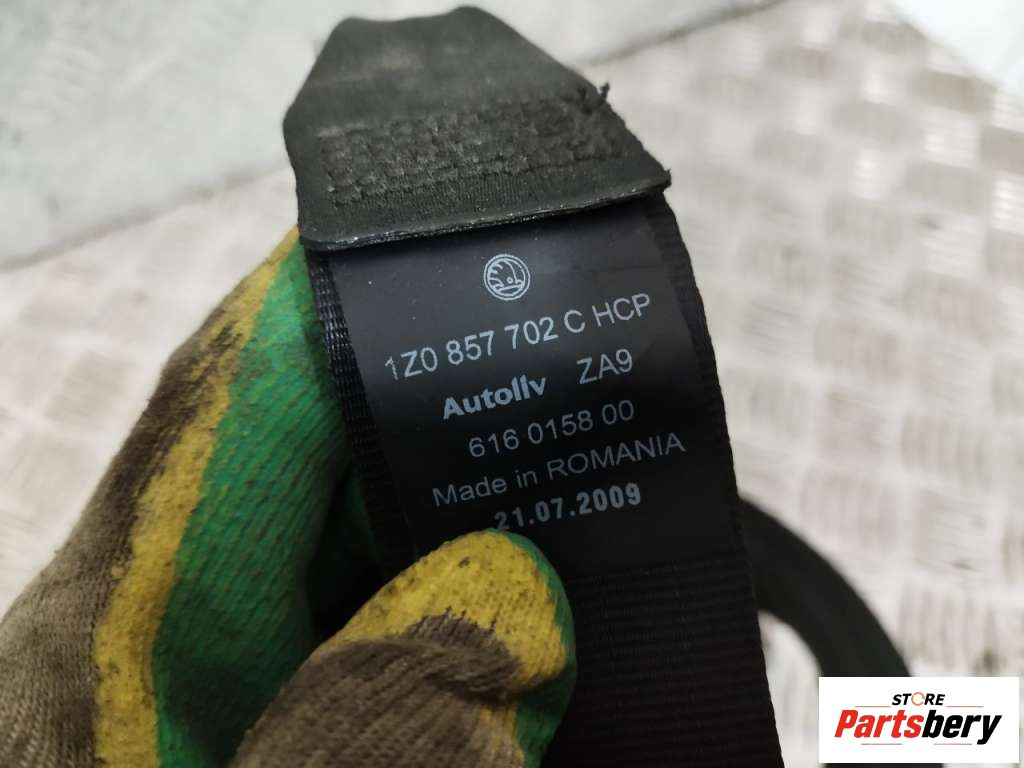 1Z0 857 702 C HCP
Autoliv ZA9
616 0158 00
Made in ROMANIA
21.07.2009
STORE
Partsbery